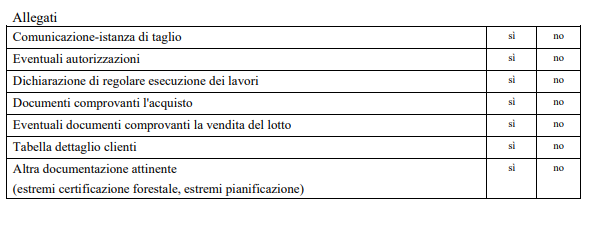 Allegati
Comunicazione-istanza di taglio sì no
Eventuali autorizzazioni sì no
Dichiarazione di regolare esecuzione dei lavori sì no
Documenti comprovanti l'acquisto sì no
Eventuali documenti comprovanti la vendita del lotto sì no
Tabella dettaglio clienti sì no
Altra documentazione attinente sì no
(estremi certificazione forestale, estremi pianificazione)